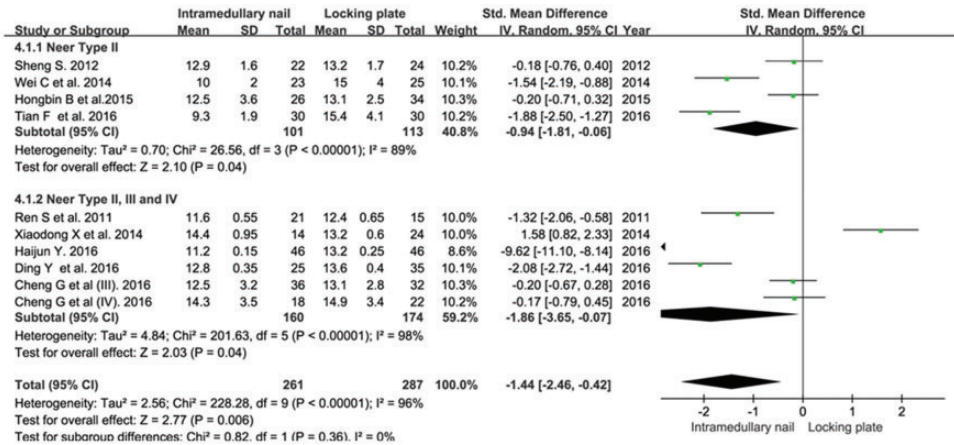 Intramedullary nail Locking plate Std. Mean Difference Std. Mean Difference
Study or Subgroup Mean SD Total Mean SD Total Weight IV. Random. 95% CI Year IV. Random. 95% CI
4.1.1 Neer Type II
Sheng S. 2012 12.9 1.6 22 13.2 1.7 24 10.2% -0.18 [-0.76, 0.40] 2012
Wei C et al. 2014 10 2 23 15 4 25 10.1% -1.54 [-2.19, -0.88] 2014
Hongbin B et al.2015 12.5 3.6 26 13.1 2.5 34 10.3% -0.20 [-0.71, 0.32] 2015
Tian F et al. 2016 9.3 1.9 30 15.4 4.1 30 10.1% -1.88 [-2.50, -1.27] 2016
Subtotal (95% CI) 101 113 40.8% -0.94 [-1.81, -0.06]
Heterogeneity: Tau² = 0.70; Chi² = 26.56, df = 3 (P < 0.00001); I² = 89%
Test for overall effect: Z = 2.10 (P = 0.04)
4.1.2 Neer Type II, III and IV
Ren S et al. 2011 11.6 0.55 21 12.4 0.65 15 10.0% -1.32 [-2.06, -0.58] 2011
Xiaodong X et al. 2014 14.4 0.95 14 13.2 0.6 24 9.9% 1.58 [0.82, 2.33] 2014
Haijun Y. 2016 11.2 0.15 46 13.2 0.25 46 8.6% -9.62 [-11.10, -8.14] 2016
Ding Y et al. 2016 12.8 0.35 25 13.6 0.4 35 10.1% -2.08 [-2.72, -1.44] 2016
Cheng G et al (III). 2016 12.5 3.2 36 13.1 2.8 32 10.3% -0.20 [-0.67, 0.28] 2016
Cheng G et al (IV). 2016 14.3 3.5 18 14.9 3.4 22 10.2% -0.17 [-0.79, 0.45] 2016
Subtotal (95% CI) 160 174 59.2% -1.86 [-3.65, -0.07]
Heterogeneity: Tau² = 4.84; Chi² = 201.63, df = 5 (P < 0.00001); I² = 98%
Test for overall effect: Z = 2.03 (P = 0.04)
Total (95% CI) 261 287 100.0% -1.44 [-2.46, -0.42]
Heterogeneity: Tau² = 2.56; Chi² = 228.28, df = 9 (P < 0.00001); I² = 96%
Test for overall effect: Z = 2.77 (P = 0.006)
Test for subgroup differences: Chi² = 0.82, df = 1 (P = 0.36), I² = 0%
-2 -1 0 1 2
Intramedullary nail Locking plate